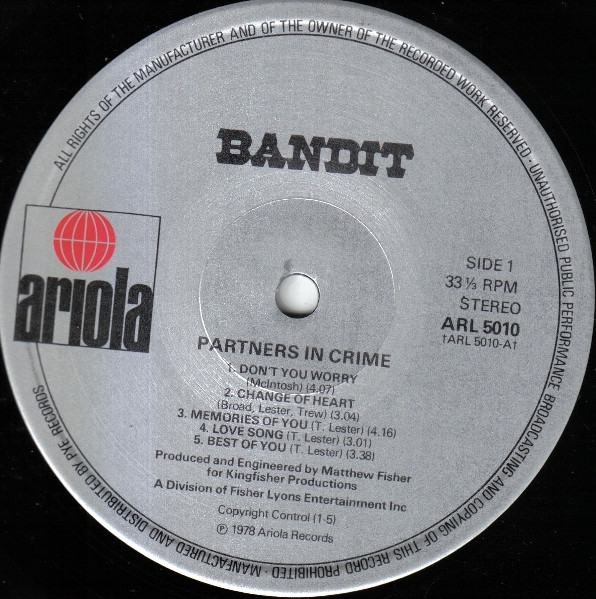 ALL RIGHTS OF THE MANUFACTURER AND OF THE OWNER OF THE RECORDED WORK RESERVED · UNAUTHORISED PUBLIC PERFORMANCE BROADCASTING AND COPYING OF THIS RECORD PROHIBITED · MANFACTURED AND DISTRIBUTED BY PYE RECORDS
BANDIT
ariola
SIDE 1
33 ⅓ RPM
STEREO
ARL 5010
†ARL 5010-A†
PARTNERS IN CRIME
1. DON'T YOU WORRY
(McIntosh) (4.07)
2. CHANGE OF HEART
(Broad, Lester, Trew) (3.04)
3. MEMORIES OF YOU (T. Lester) (4.16)
4. LOVE SONG (T. Lester) (3.01)
5. BEST OF YOU (T. Lester) (3.38)
Produced and Engineered by Matthew Fisher
for Kingfisher Productions
A Division of Fisher Lyons Entertainment Inc
Copyright Control (1-5)
℗ 1978 Ariola Records